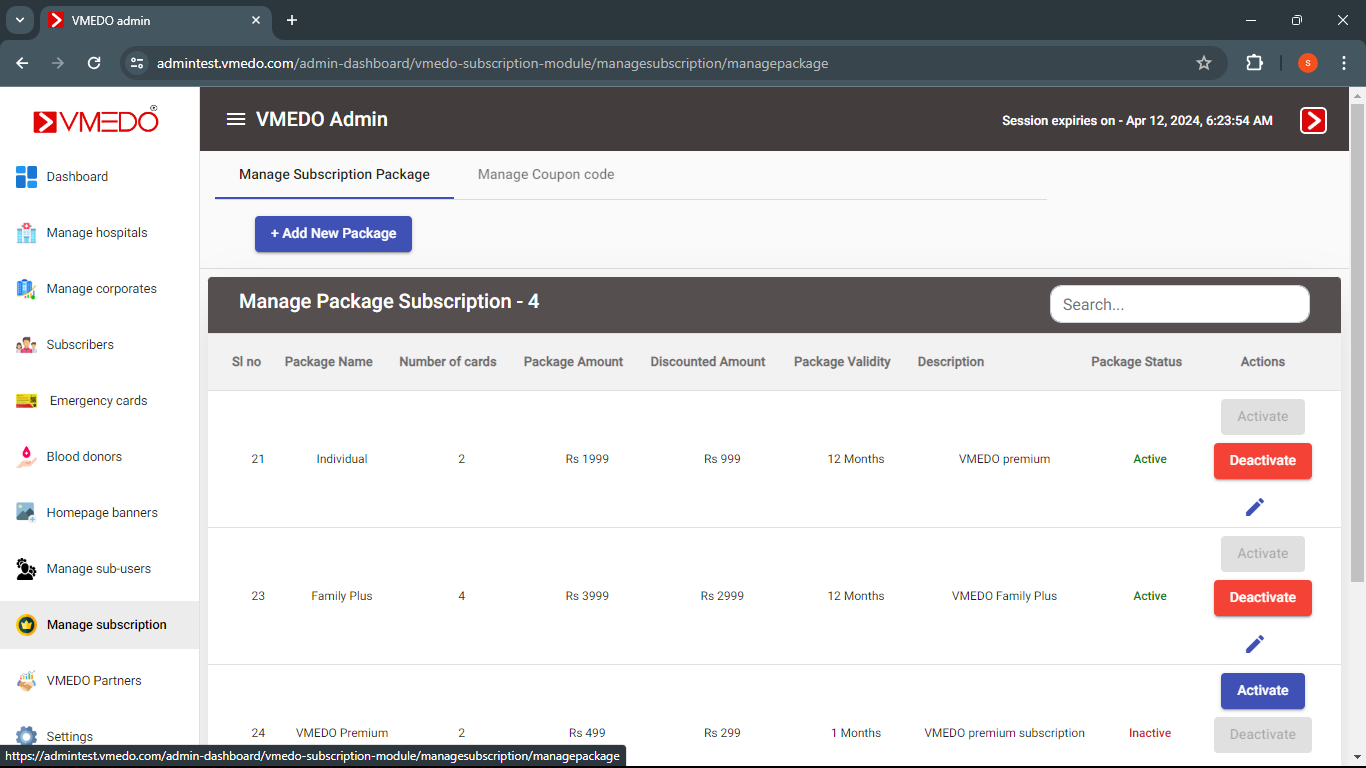 VMEDO admin
admintest.vmedo.com/admin-dashboard/vmedo-subscription-module/managesubscription/managepackage
S
VMEDO
R
VMEDO Admin
Session expiries on - Apr 12, 2024, 6:23:54 AM
Dashboard
Manage hospitals
Manage corporates
Subscribers
Emergency cards
Blood donors
Homepage banners
Manage sub-users
Manage subscription
VMEDO Partners
Settings
Manage Subscription Package Manage Coupon code
+ Add New Package
Manage Package Subscription - 4
Search...
Sl no Package Name Number of cards Package Amount Discounted Amount Package Validity Description Package Status Actions
21 Individual 2 Rs 1999 Rs 999 12 Months VMEDO premium Active
Activate
Deactivate
23 Family Plus 4 Rs 3999 Rs 2999 12 Months VMEDO Family Plus Active
Activate
Deactivate
24 VMEDO Premium 2 Rs 499 Rs 299 1 Months VMEDO premium subscription Inactive
Activate
Deactivate
https://admintest.vmedo.com/admin-dashboard/vmedo-subscription-module/managesubscription/managepackage